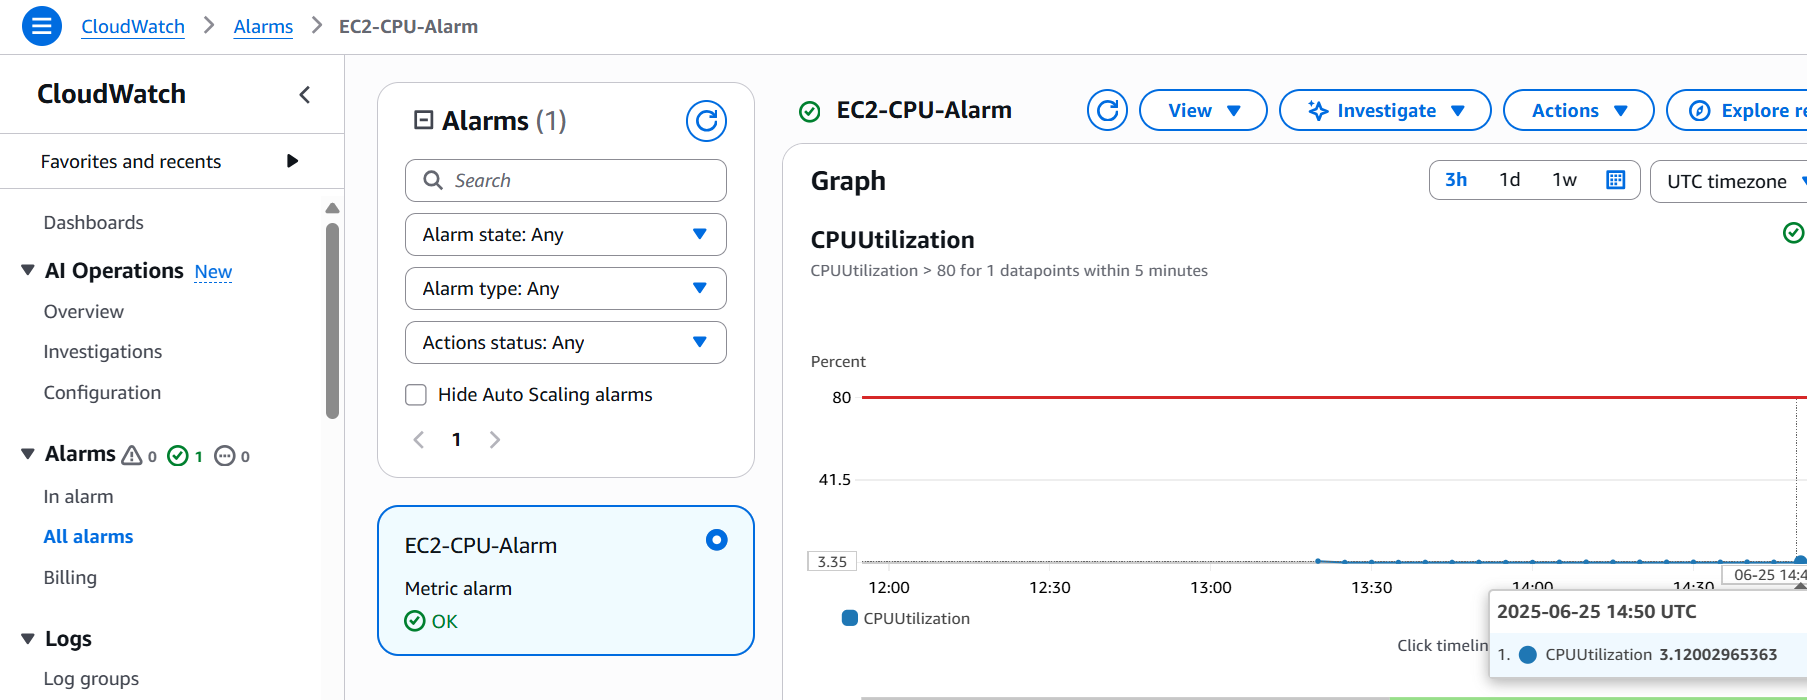 CloudWatch > Alarms > EC2-CPU-Alarm
CloudWatch
Favorites and recents
Dashboards
AI Operations New
Overview
Investigations
Configuration
Alarms 0 1 0
In alarm
All alarms
Billing
Logs
Log groups
Alarms (1)
Search
Alarm state: Any
Alarm type: Any
Actions status: Any
Hide Auto Scaling alarms
1
EC2-CPU-Alarm
Metric alarm
OK
EC2-CPU-Alarm
View
Investigate
Actions
Explore re
Graph
3h 1d 1w
UTC timezone
CPUUtilization
CPUUtilization > 80 for 1 datapoints within 5 minutes
Percent
80
41.5
3.35
12:00 12:30 13:00 13:30 14:00 14:30
06-25 14:4
CPUUtilization
Click timelin
2025-06-25 14:50 UTC
1. CPUUtilization 3.12002965363